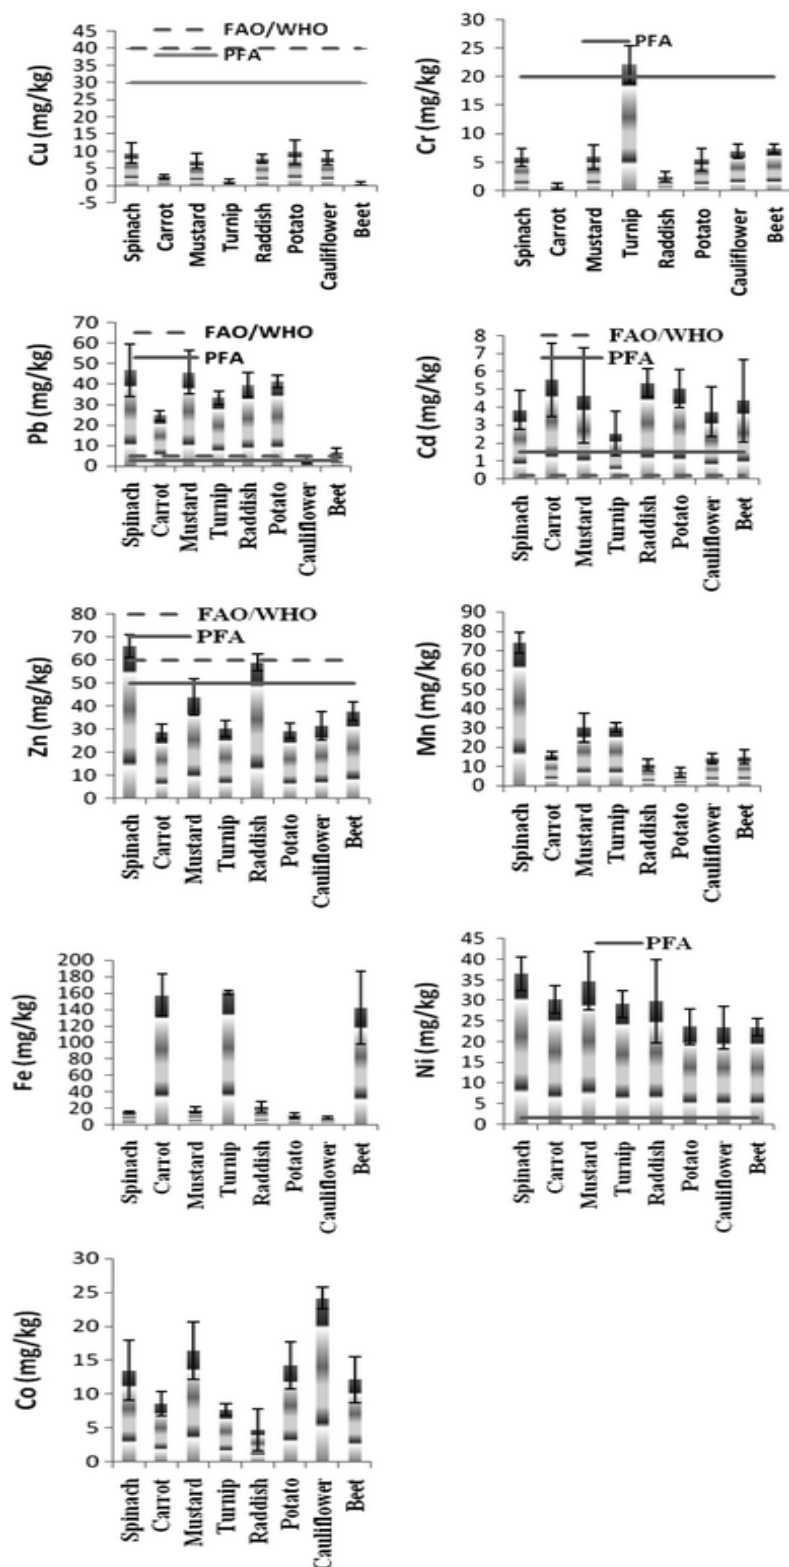 Cu (mg/kg)
45
40
35
30
25
20
15
10
5
0
-5
FAO/WHO
PFA
Spinach
Carrot
Mustard
Turnip
Raddish
Potato
Cauliflower
Beet
Cr (mg/kg)
25
20
15
10
5
0
PFA
Spinach
Carrot
Mustard
Turnip
Raddish
Potato
Cauliflower
Beet
Pb (mg/kg)
70
60
50
40
30
20
10
0
FAO/WHO
PFA
Spinach
Carrot
Mustard
Turnip
Raddish
Potato
Cauliflower
Beet
Cd (mg/kg)
8
7
6
5
4
3
2
1
0
FAO/WHO
PFA
Spinach
Carrot
Mustard
Turnip
Raddish
Potato
Cauliflower
Beet
Zn (mg/kg)
80
70
60
50
40
30
20
10
0
FAO/WHO
PFA
Spinach
Carrot
Mustard
Turnip
Raddish
Potato
Cauliflower
Beet
Mn (mg/kg)
90
80
70
60
50
40
30
20
10
0
Spinach
Carrot
Mustard
Turnip
Raddish
Potato
Cauliflower
Beet
Fe (mg/kg)
200
180
160
140
120
100
80
60
40
20
0
Spinach
Carrot
Mustard
Turnip
Raddish
Potato
Cauliflower
Beet
Ni (mg/kg)
45
40
35
30
25
20
15
10
5
0
PFA
Spinach
Carrot
Mustard
Turnip
Raddish
Potato
Cauliflower
Beet
Co (mg/kg)
30
25
20
15
10
5
0
Spinach
Carrot
Mustard
Turnip
Raddish
Potato
Cauliflower
Beet